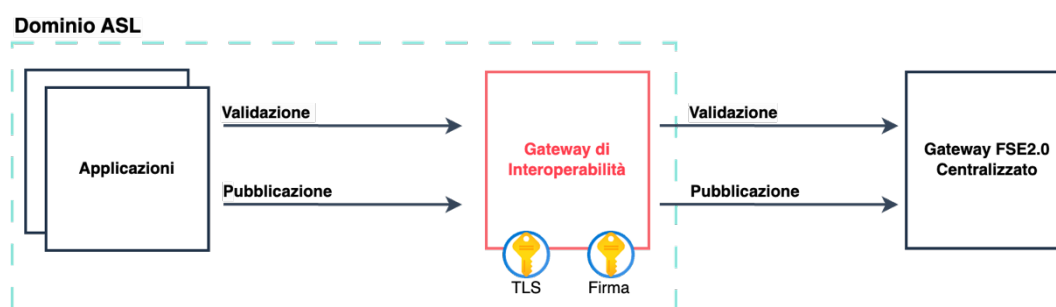 Dominio ASL
Applicazioni
Validazione
Pubblicazione
Gateway di
Interoperabilità
TLS
Firma
Validazione
Pubblicazione
Gateway FSE2.0
Centralizzato